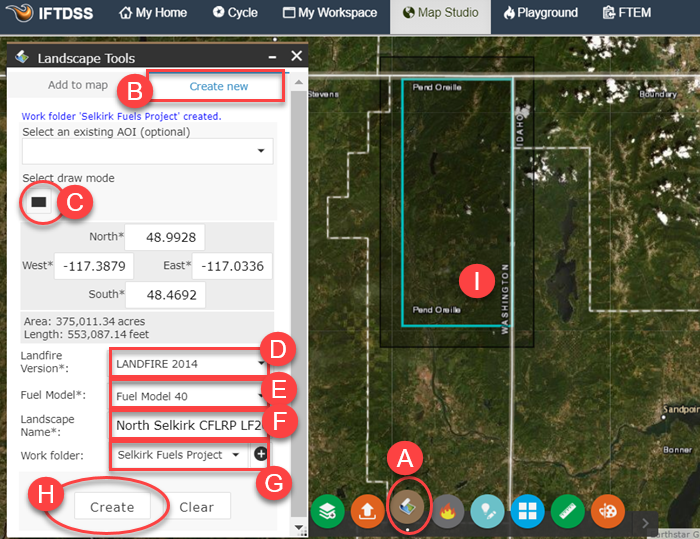 IFTDSS My Home Cycle My Workspace Map Studio Playground FTEM
Landscape Tools
Add to map B Create new
Work folder 'Selkirk Fuels Project' created.
Select an existing AOI (optional)
Select draw mode
C
North* 48.9928
West* -117.3879 East* -117.0336
South* 48.4692
Area: 375,011.34 acres
Length: 553,087.14 feet
Landfire
Version*: LANDFIRE 2014 D
Fuel Model*: Fuel Model 40 E
Landscape
Name*: North Selkirk CFLRP LF2 F
Work folder: Selkirk Fuels Project
G
H Create Clear
Stevens
Pend Oreille
Boundary
IDAHO
WASHINGTON
I
Pend Oreille
Sandpoin
Bonner
A